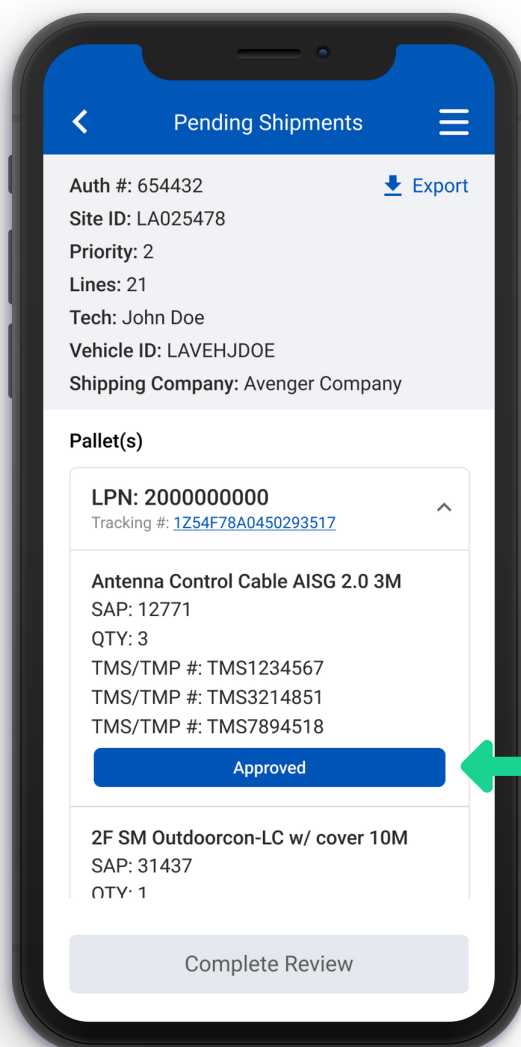 Pending Shipments
Auth #: 654432
Export
Site ID: LA025478
Priority: 2
Lines: 21
Tech: John Doe
Vehicle ID: LAVEHJDOE
Shipping Company: Avenger Company
Pallet(s)
LPN: 2000000000
Tracking #: 1Z54F78A0450293517
Antenna Control Cable AISG 2.0 3M
SAP: 12771
QTY: 3
TMS/TMP #: TMS1234567
TMS/TMP #: TMS3214851
TMS/TMP #: TMS7894518
Approved
2F SM Outdoorcon-LC w/ cover 10M
SAP: 31437
QTY: 1
Complete Review